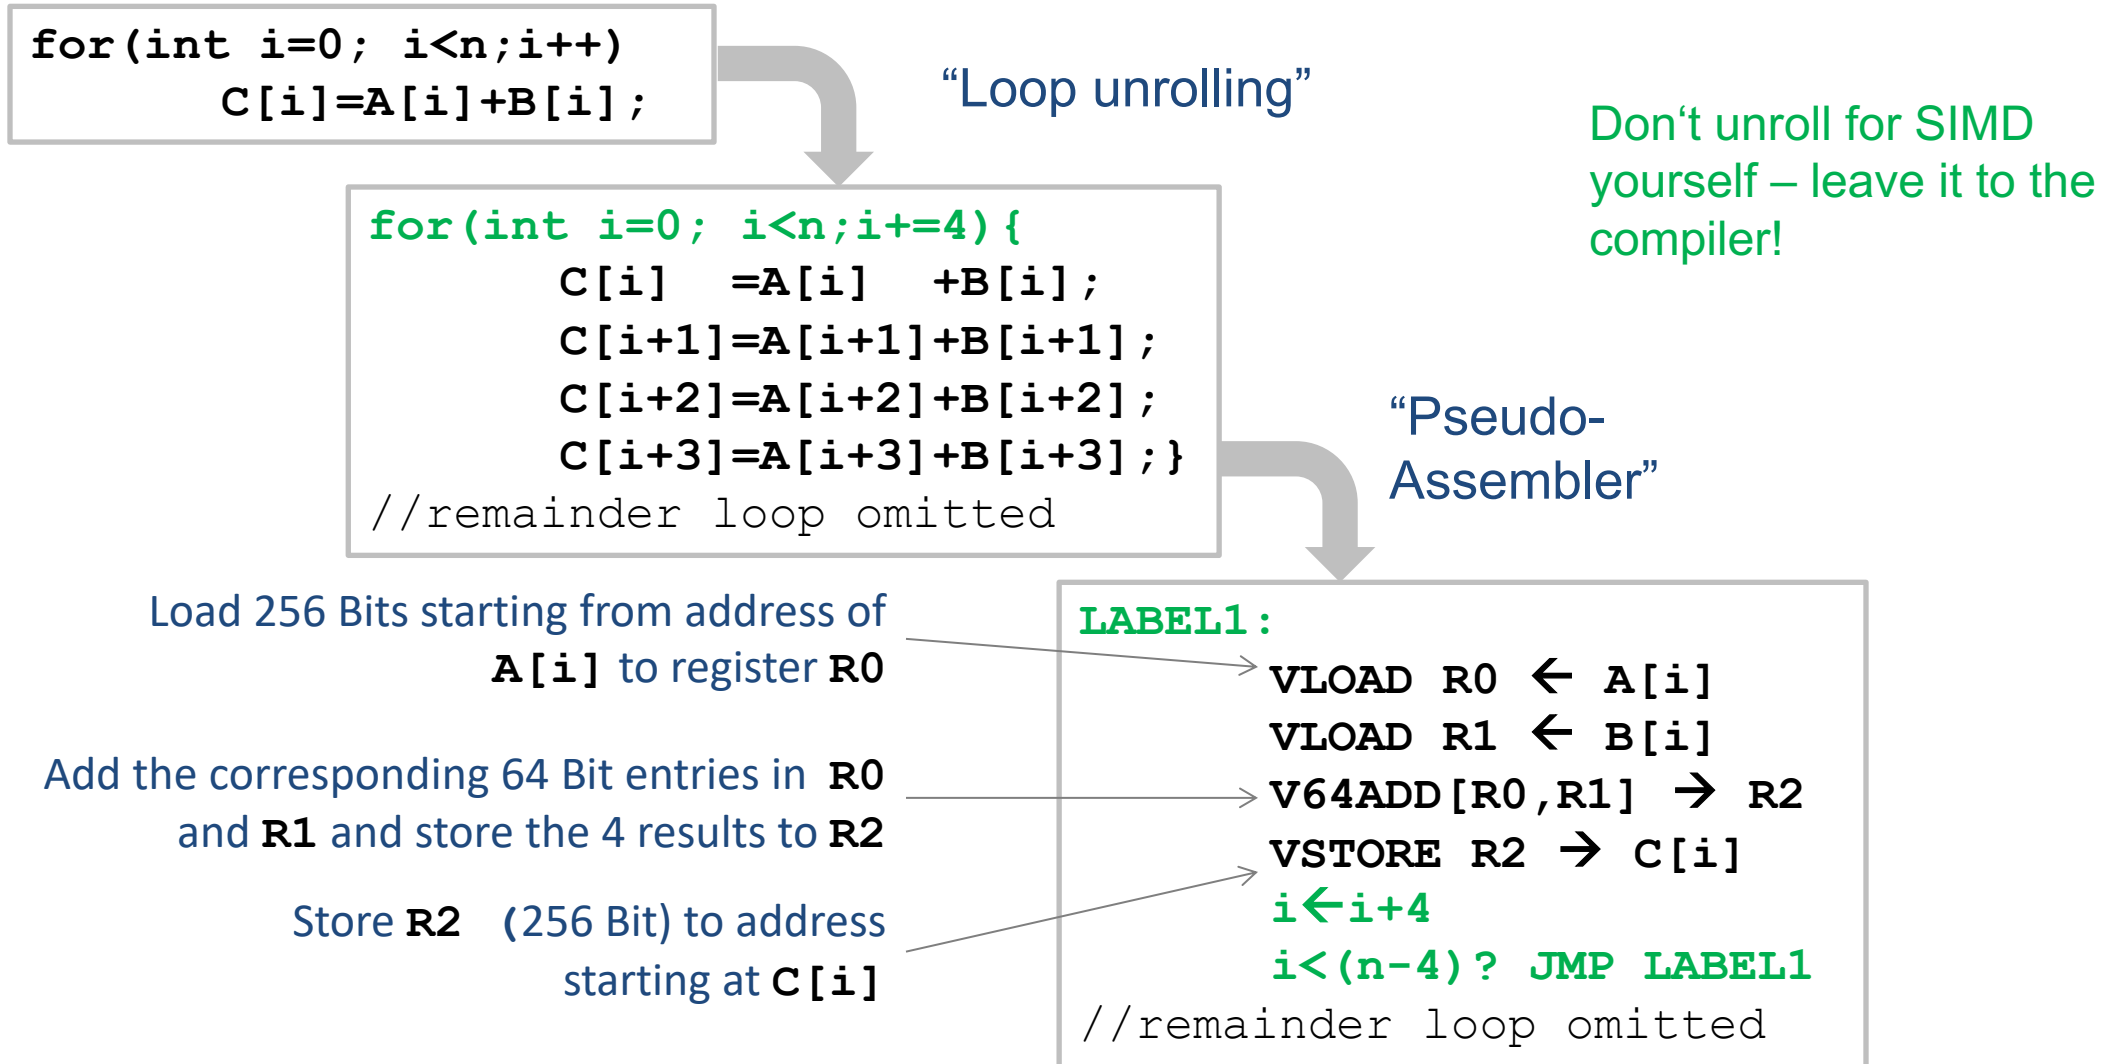 for(int i=0; i<n;i++)
C[i]=A[i]+B[i];
“Loop unrolling”
Don‘t unroll for SIMD
yourself – leave it to the
compiler!
for(int i=0; i<n;i+=4){
C[i]   =A[i]   +B[i];
C[i+1]=A[i+1]+B[i+1];
C[i+2]=A[i+2]+B[i+2];
C[i+3]=A[i+3]+B[i+3];}
//remainder loop omitted
“Pseudo-
Assembler”
Load 256 Bits starting from address of
A[i] to register R0
Add the corresponding 64 Bit entries in R0
and R1 and store the 4 results to R2
Store R2 (256 Bit) to address
starting at C[i]
LABEL1:
VLOAD R0 ← A[i]
VLOAD R1 ← B[i]
V64ADD[R0,R1] → R2
VSTORE R2 → C[i]
i←i+4
i<(n-4)? JMP LABEL1
//remainder loop omitted